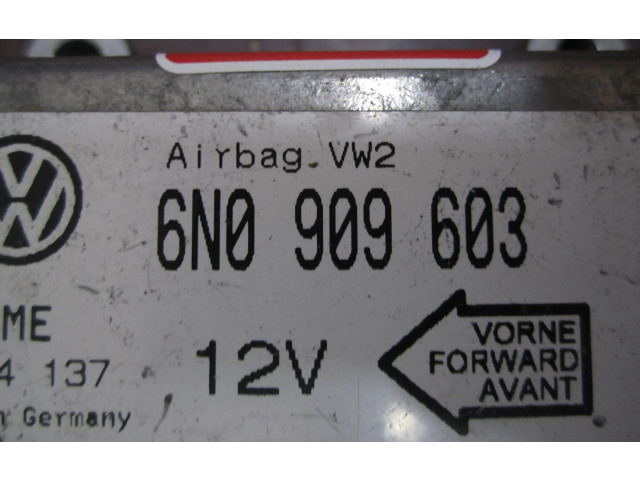 Airbag VW2
6N0 909 603
ME
4 137
12V
VORNE
FORWARD
AVANT
Germany